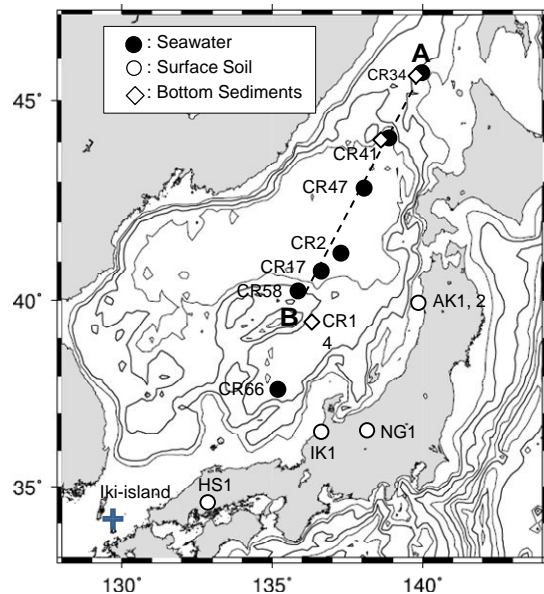 : Seawater
: Surface Soil
: Bottom Sediments
A
CR34
45°
CR41
CR47
CR2
CR17
CR58
40°
B
CR1
4
AK1, 2
CR66
IK1
NG1
35°
HS1
Iki-island
130°
135°
140°